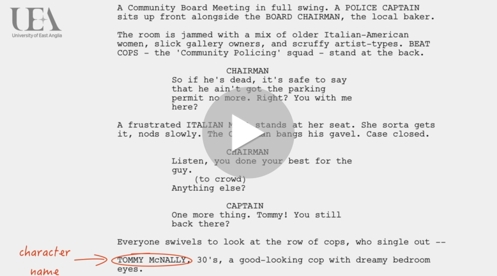 UEA
University of East Anglia
A Community Board Meeting in full swing. A POLICE CAPTAIN
sits up front alongside the BOARD CHAIRMAN, the local baker.
The room is jammed with a mix of older Italian-American
women, slick gallery owners, and scruffy artist-types. BEAT
COPS - the 'Community Policing' squad - stand at the back.
CHAIRMAN
So if he's dead, it's safe to say
that he ain't got the parking
permit no more. Right? You with me
here?
A frustrated ITALIAN stands at her seat. She sorta gets
it, nods slowly. The bangs his gavel. Case closed.
CHAIRMAN
Listen, you done your best for the
guy.
(to crowd)
Anything else?
CAPTAIN
One more thing. Tommy! You still
back there?
Everyone swivels to look at the row of cops, who single out --
character
name
TOMMY McNALLY, 30's, a good-looking cop with dreamy bedroom
eyes.